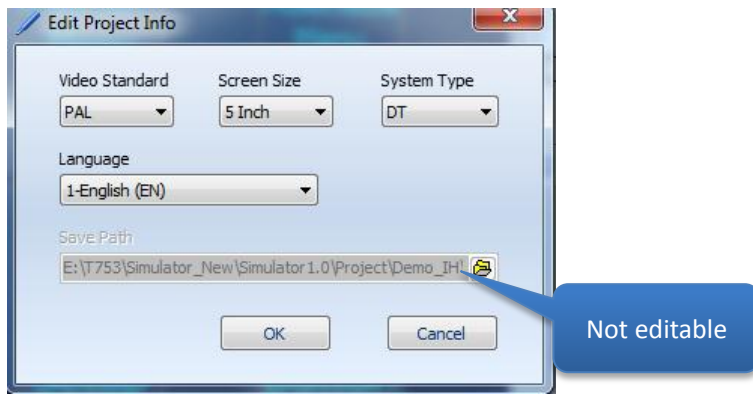 Edit Project Info
Video Standard Screen Size System Type
PAL 5 Inch DT
Language
1-English (EN)
Save Path
E:\T753\Simulator_New\Simulator1.0\Project\Demo_IH\
OK Cancel
Not editable